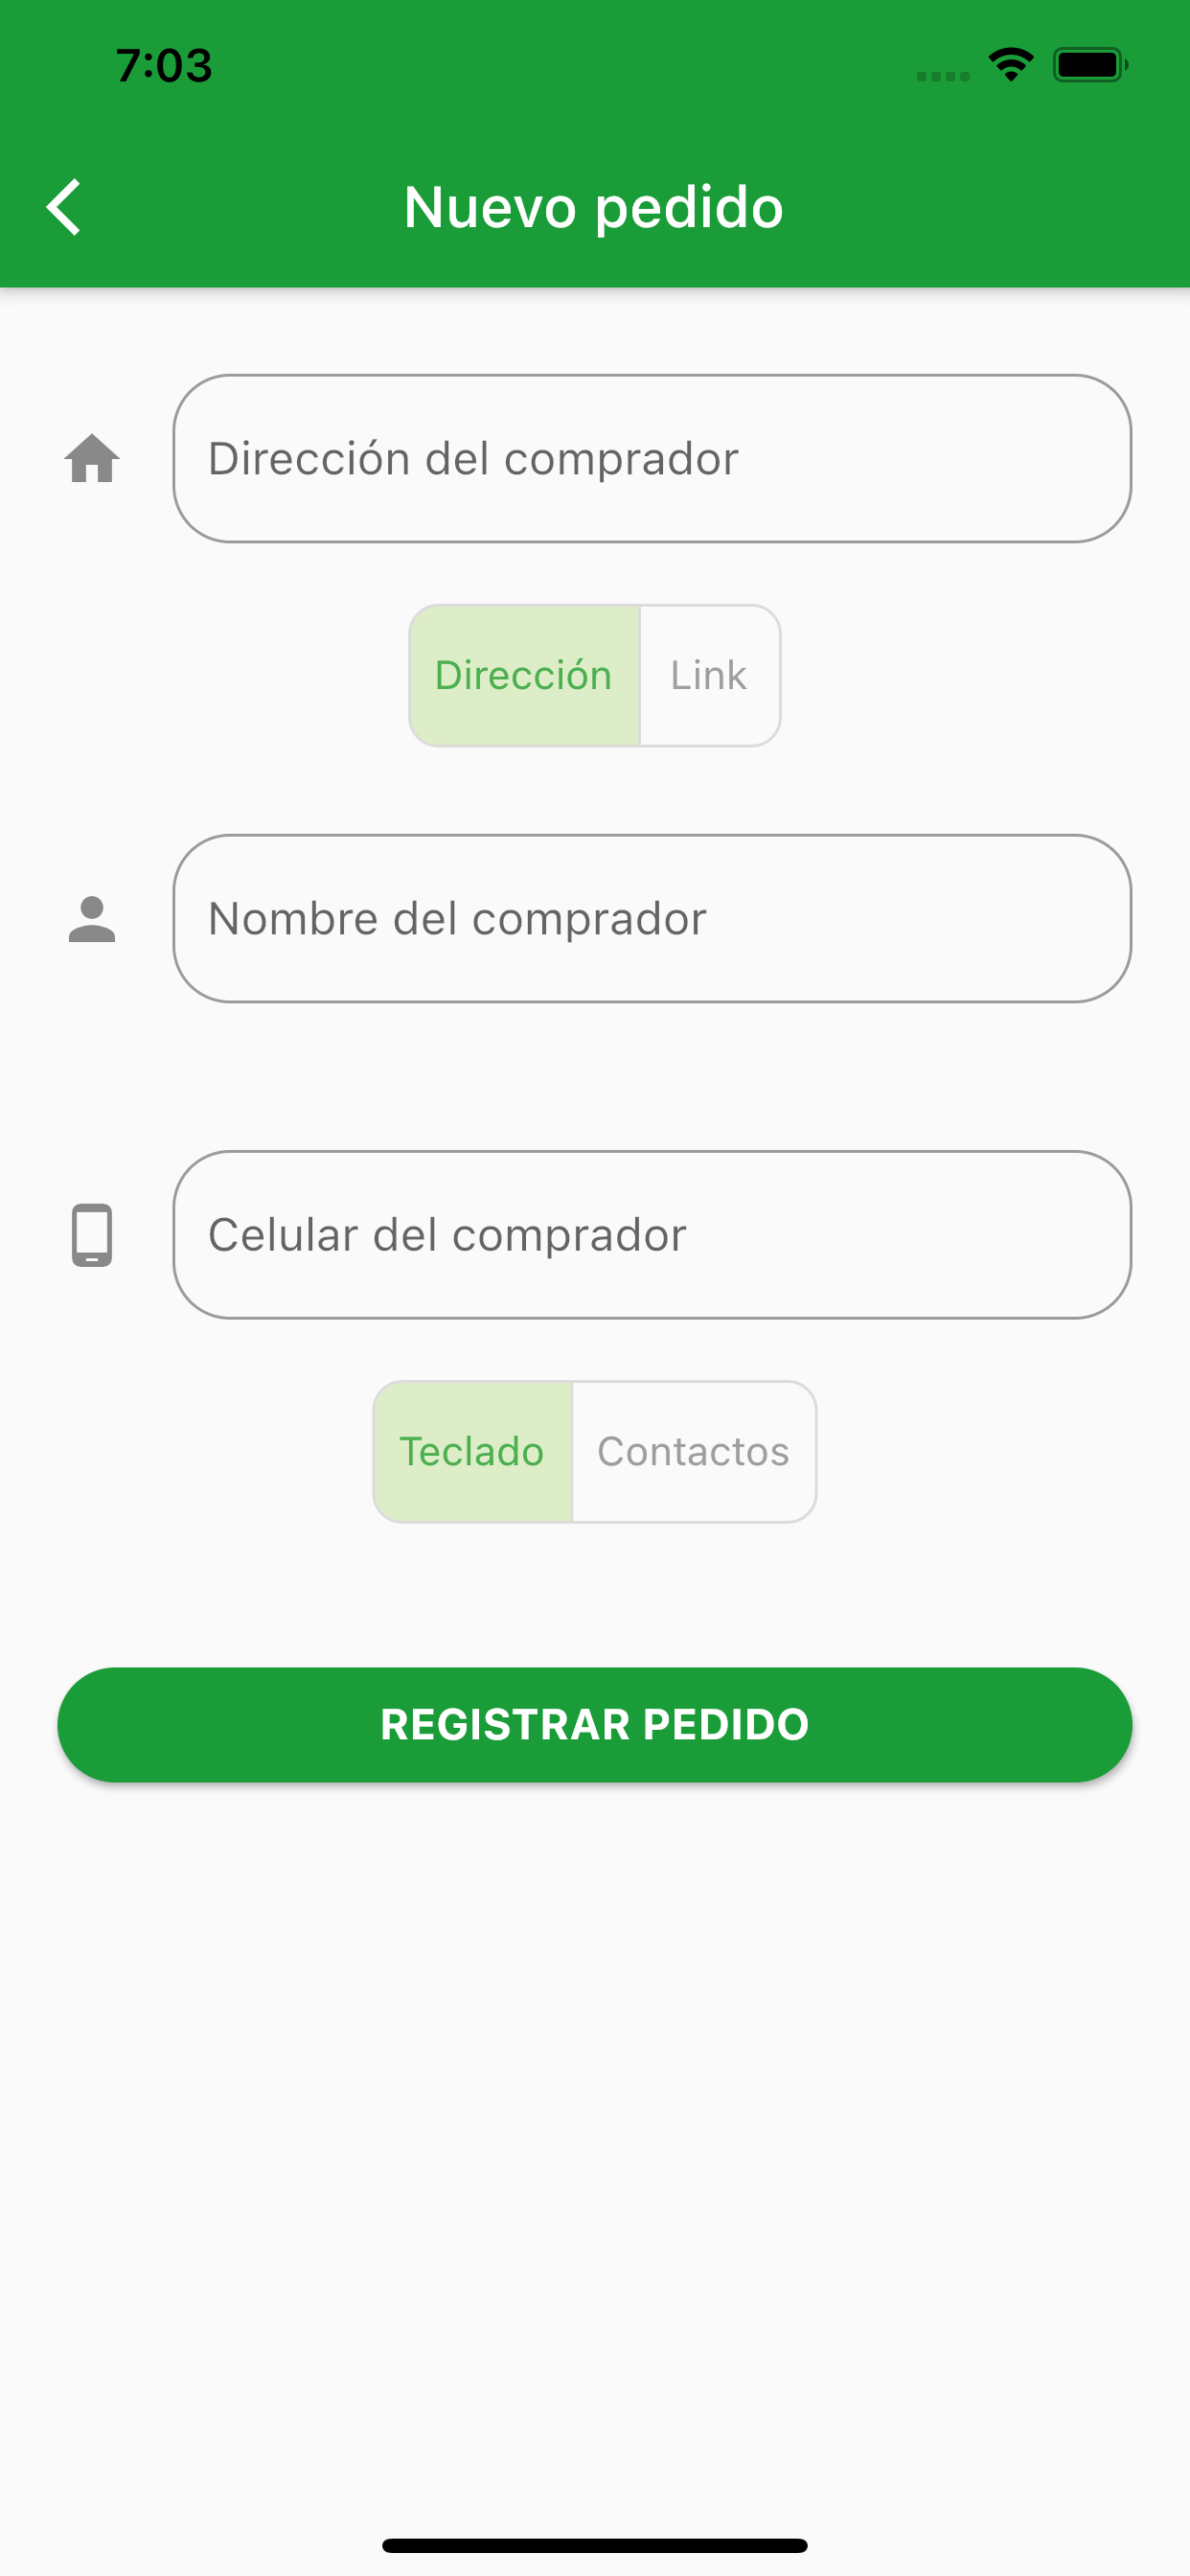 7:03
Nuevo pedido
Dirección del comprador
Dirección Link
Nombre del comprador
Celular del comprador
Teclado Contactos
REGISTRAR PEDIDO